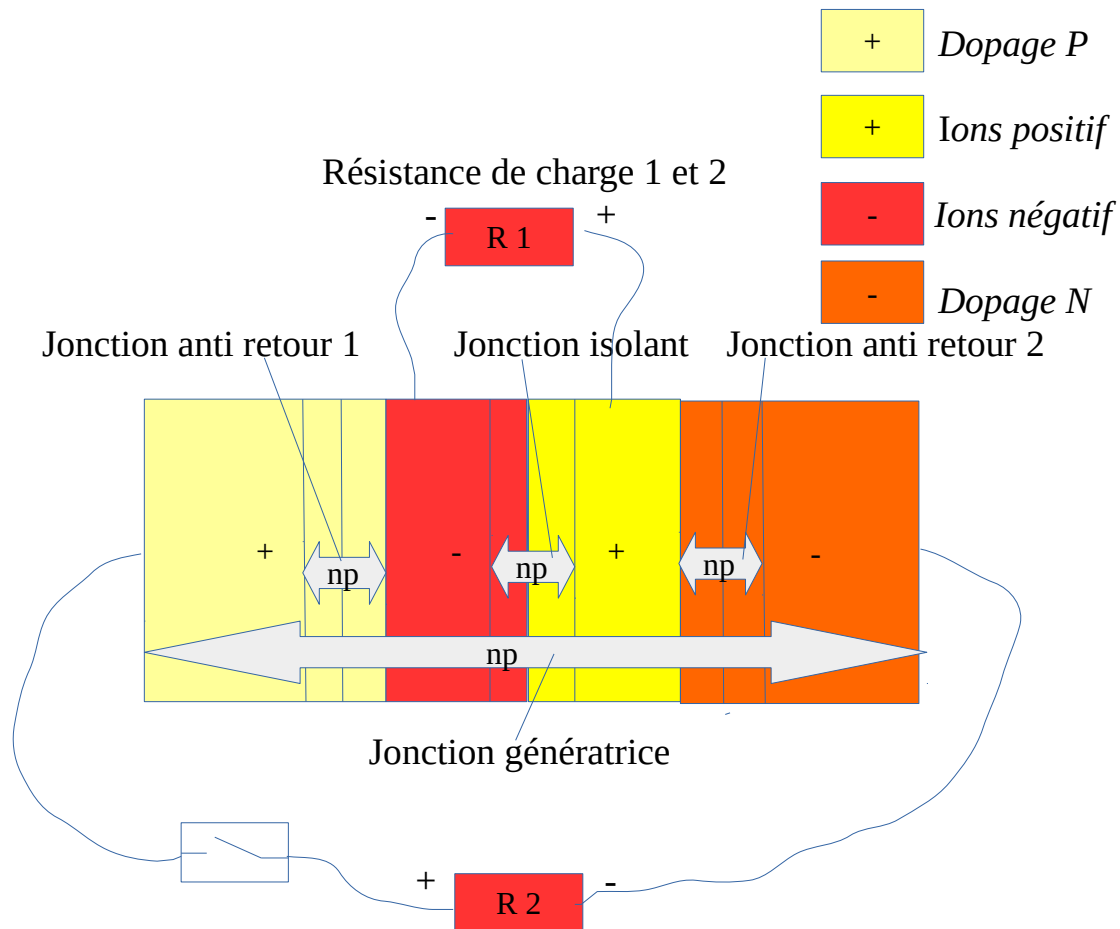 + Dopage P
+ Ions positif
- Ions négatif
- Dopage N
Résistance de charge 1 et 2
- R 1 +
Jonction anti retour 1
Jonction isolant
Jonction anti retour 2
+ - + -
np np np
np
Jonction génératrice
+ R 2 -